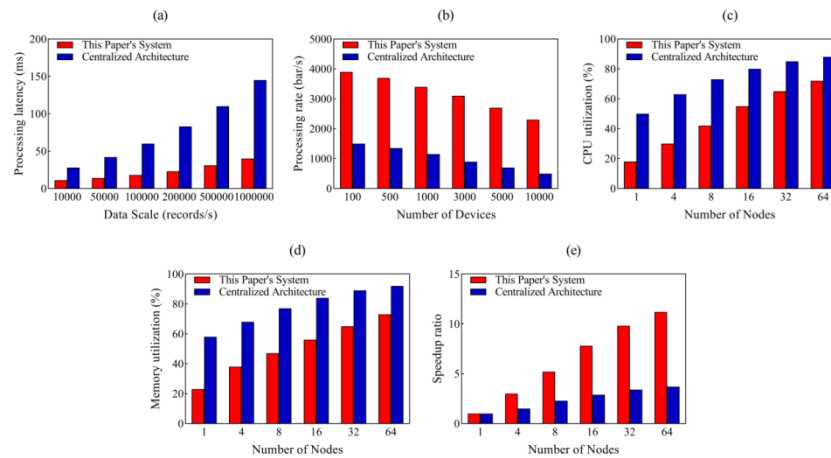 (a)
This Paper's System
Centralized Architecture
Processing latency (ms)
200
150
100
50
0
10000 50000 100000 200000 500000 1000000
Data Scale (records/s)
(b)
This Paper's System
Centralized Architecture
Processing rate (bar/s)
5000
4000
3000
2000
1000
0
100 500 1000 3000 5000 10000
Number of Devices
(c)
This Paper's System
Centralized Architecture
CPU utilization (%)
100
80
60
40
20
0
1 4 8 16 32 64
Number of Nodes
(d)
This Paper's System
Centralized Architecture
Memory utilization (%)
100
80
60
40
20
0
1 4 8 16 32 64
Number of Nodes
(e)
This Paper's System
Centralized Architecture
Speedup ratio
15
10
5
0
1 4 8 16 32 64
Number of Nodes